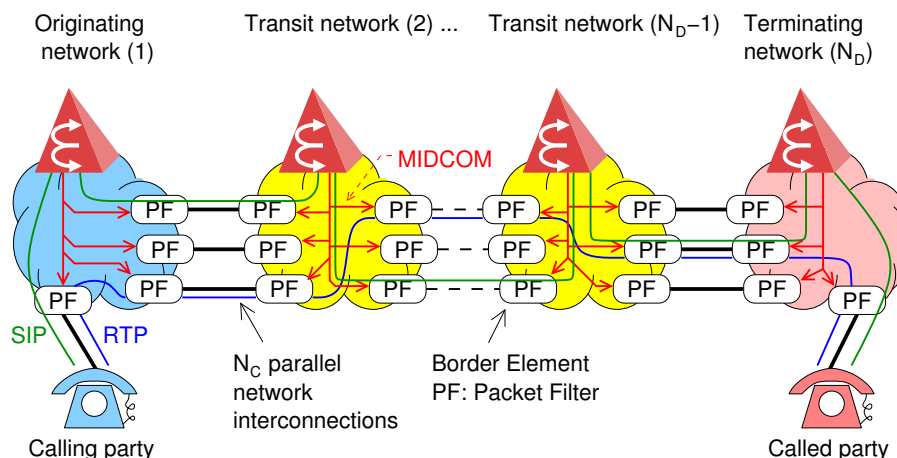 Originating
network (1)
Transit network (2) ...
Transit network (N_D−1)
Terminating
network (N_D)
MIDCOM
PF PF PF PF PF PF
PF PF PF PF PF PF
PF PF PF PF PF PF
PF PF
SIP RTP
N_C parallel
network
interconnections
Border Element
PF: Packet Filter
Calling party
Called party